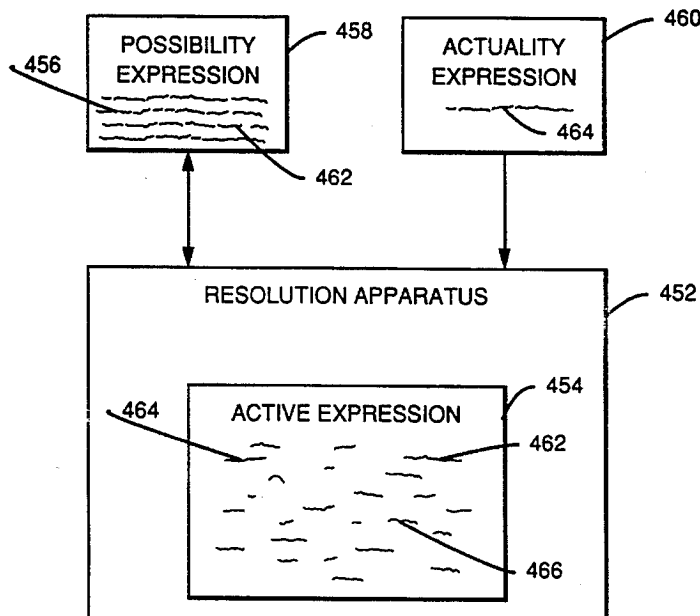 POSSIBILITY
EXPRESSION
458
456
462
ACTUALITY
EXPRESSION
460
464
RESOLUTION APPARATUS
452
ACTIVE EXPRESSION
454
464
462
466